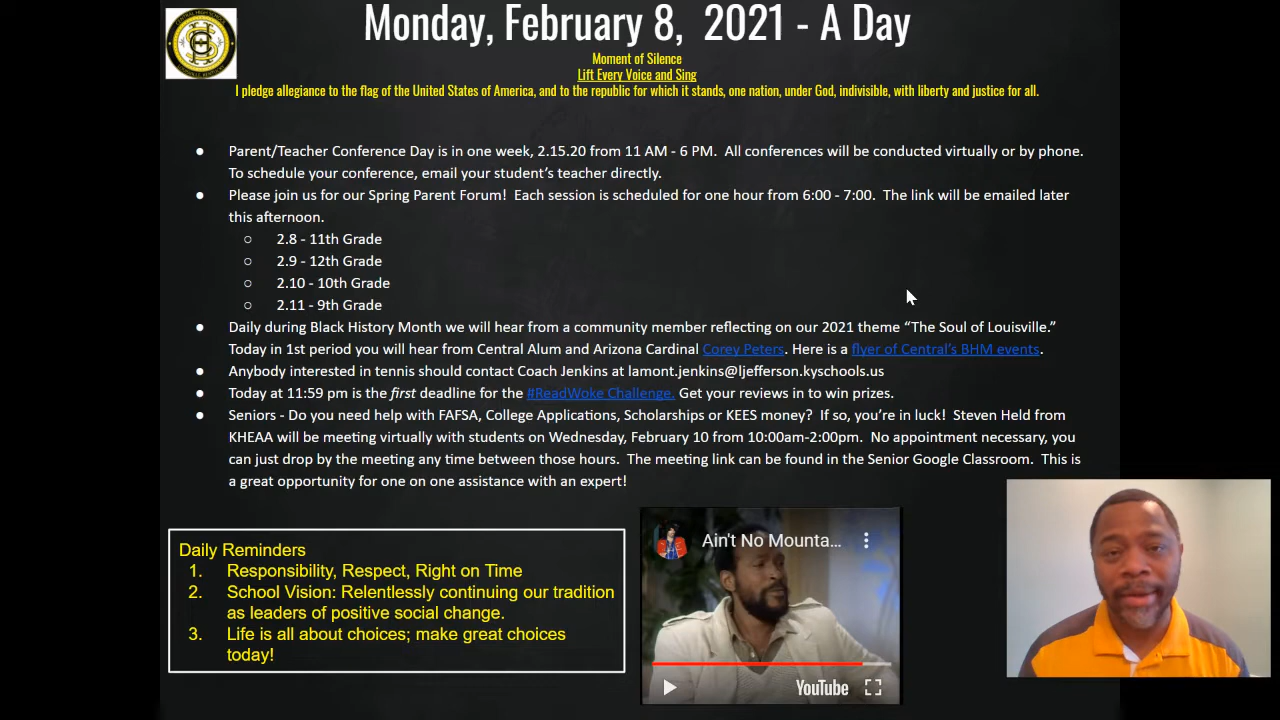 Monday, February 8, 2021 - A Day
Moment of Silence
Lift Every Voice and Sing
I pledge allegiance to the flag of the United States of America, and to the republic for which it stands, one nation, under God, indivisible, with liberty and justice for all.
● Parent/Teacher Conference Day is in one week, 2.15.20 from 11 AM - 6 PM. All conferences will be conducted virtually or by phone.
To schedule your conference, email your student's teacher directly.
● Please join us for our Spring Parent Forum! Each session is scheduled for one hour from 6:00 - 7:00. The link will be emailed later
this afternoon.
○ 2.8 - 11th Grade
○ 2.9 - 12th Grade
○ 2.10 - 10th Grade
○ 2.11 - 9th Grade
● Daily during Black History Month we will hear from a community member reflecting on our 2021 theme “The Soul of Louisville.”
Today in 1st period you will hear from Central Alum and Arizona Cardinal Corey Peters. Here is a flyer of Central's BHM events.
● Anybody interested in tennis should contact Coach Jenkins at lamont.jenkins@ljefferson.kyschools.us
● Today at 11:59 pm is the first deadline for the #ReadWoke Challenge. Get your reviews in to win prizes.
● Seniors - Do you need help with FAFSA, College Applications, Scholarships or KEES money? If so, you're in luck! Steven Held from
KHEAA will be meeting virtually with students on Wednesday, February 10 from 10:00am-2:00pm. No appointment necessary, you
can just drop by the meeting any time between those hours. The meeting link can be found in the Senior Google Classroom. This is
a great opportunity for one on one assistance with an expert!
Daily Reminders
1. Responsibility, Respect, Right on Time
2. School Vision: Relentlessly continuing our tradition
as leaders of positive social change.
3. Life is all about choices; make great choices
today!
Ain't No Mounta...
YouTube